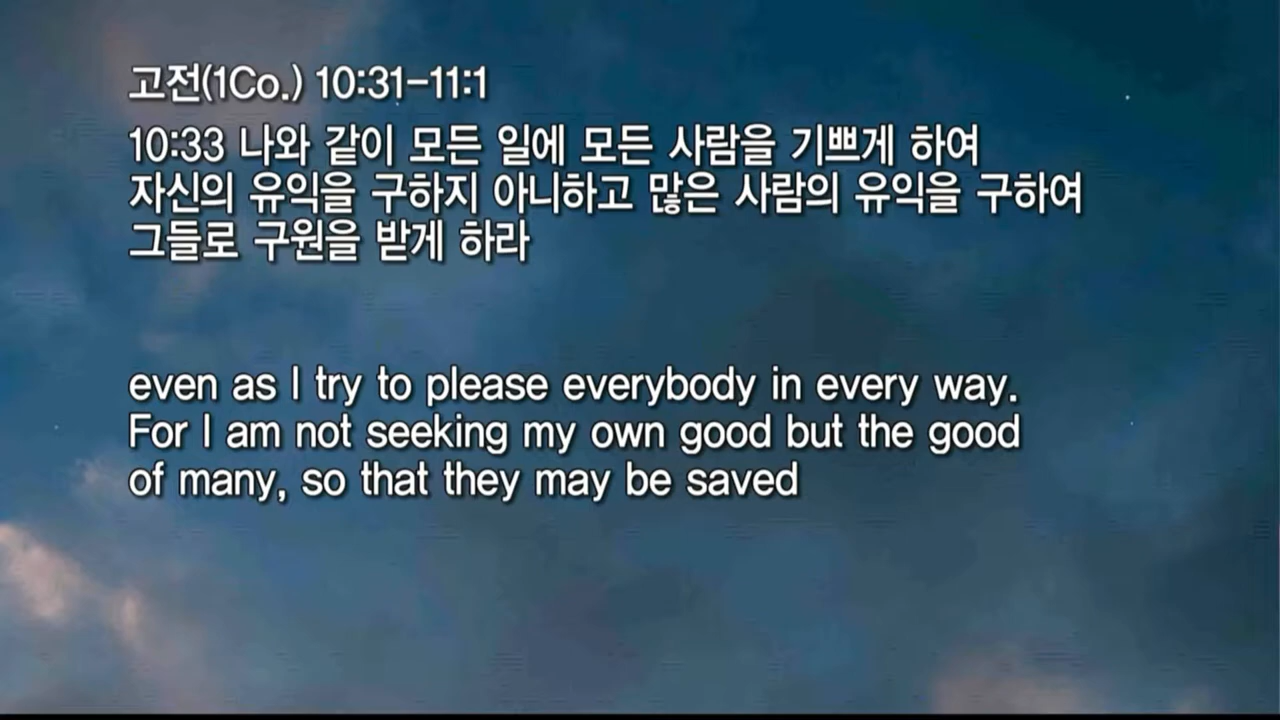 고전(1Co.) 10:31-11:1
10:33 나와 같이 모든 일에 모든 사람을 기쁘게 하여
자신의 유익을 구하지 아니하고 많은 사람의 유익을 구하여
그들로 구원을 받게 하라
even as I try to please everybody in every way.
For I am not seeking my own good but the good
of many, so that they may be saved